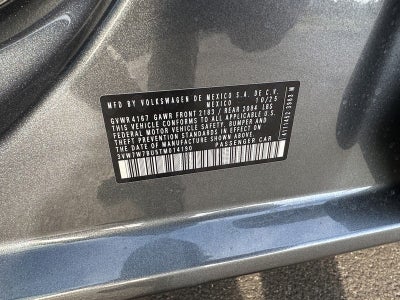 MFD BY VOLKSWAGEN DE MEXICO S.A. DE C.V.
MEXICO 10/25
GVWR 4167 GAWR FRONT 2183 / REAR 2094 LBS
THIS VEHICLE CONFORMS TO ALL APPLICABLE U.S.
FEDERAL MOTOR VEHICLE SAFETY, BUMPER AND
THEFT PREVENTION STANDARDS IN EFFECT ON
THE DATE OF MANUFACTURE SHOWN ABOVE.
3VW7W7BU5TM014190 PASSENGER CAR